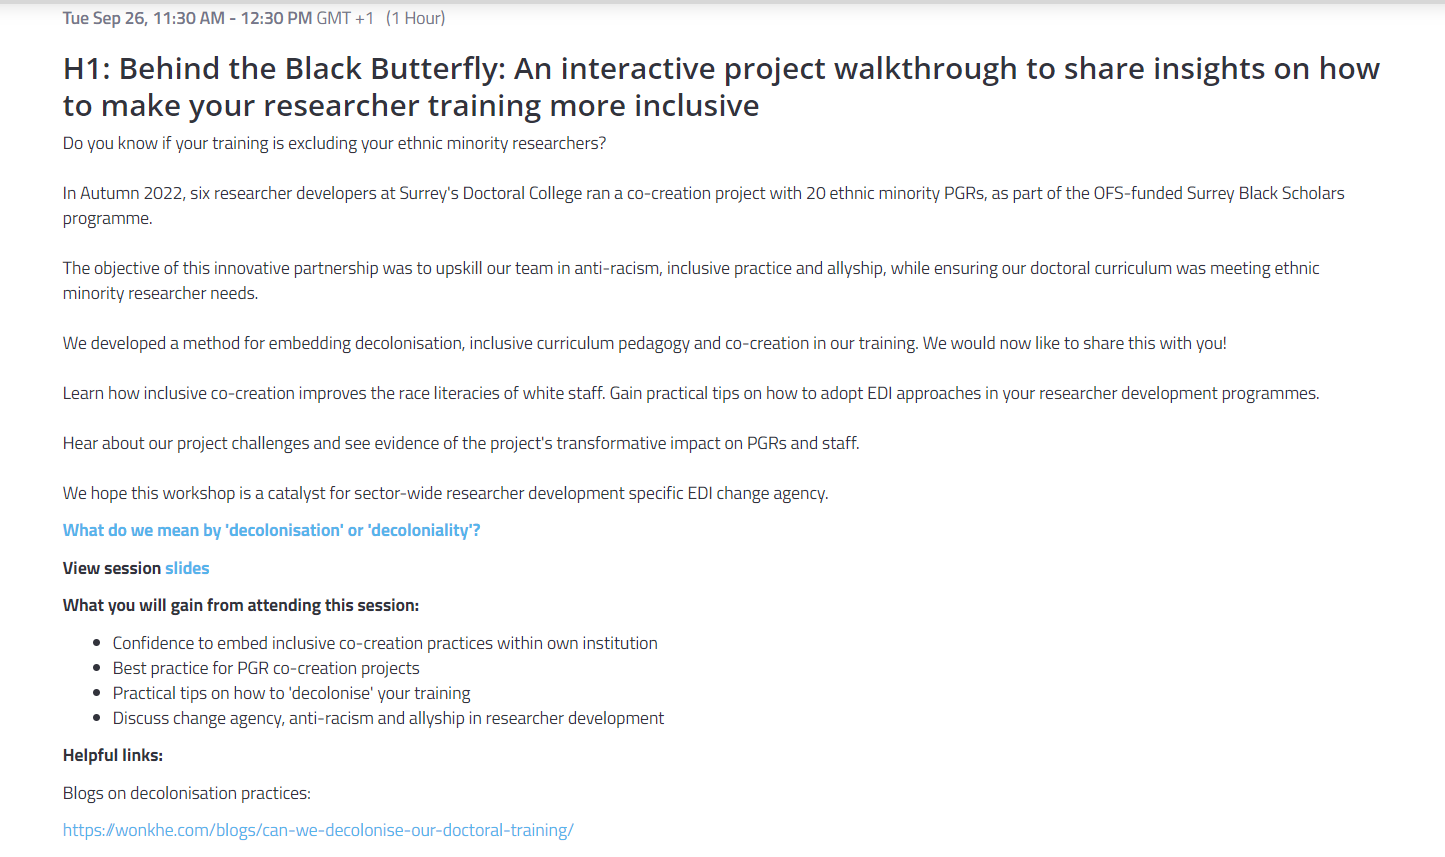 Tue Sep 26, 11:30 AM - 12:30 PM GMT +1 (1 Hour)
H1: Behind the Black Butterfly: An interactive project walkthrough to share insights on how
to make your researcher training more inclusive
Do you know if your training is excluding your ethnic minority researchers?
In Autumn 2022, six researcher developers at Surrey's Doctoral College ran a co-creation project with 20 ethnic minority PGRs, as part of the OFS-funded Surrey Black Scholars
programme.
The objective of this innovative partnership was to upskill our team in anti-racism, inclusive practice and allyship, while ensuring our doctoral curriculum was meeting ethnic
minority researcher needs.
We developed a method for embedding decolonisation, inclusive curriculum pedagogy and co-creation in our training. We would now like to share this with you!
Learn how inclusive co-creation improves the race literacies of white staff. Gain practical tips on how to adopt EDI approaches in your researcher development programmes.
Hear about our project challenges and see evidence of the project's transformative impact on PGRs and staff.
We hope this workshop is a catalyst for sector-wide researcher development specific EDI change agency.
What do we mean by 'decolonisation' or 'decoloniality'?
View session slides
What you will gain from attending this session:
• Confidence to embed inclusive co-creation practices within own institution
• Best practice for PGR co-creation projects
• Practical tips on how to 'decolonise' your training
• Discuss change agency, anti-racism and allyship in researcher development
Helpful links:
Blogs on decolonisation practices:
https://wonkhe.com/blogs/can-we-decolonise-our-doctoral-training/